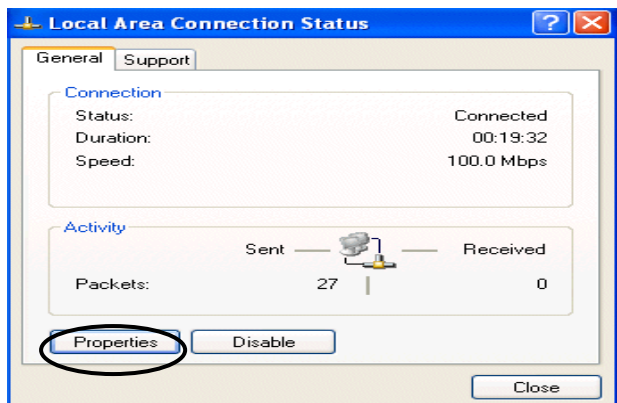 Local Area Connection Status
General Support
Connection
Status: Connected
Duration: 00:19:32
Speed: 100.0 Mbps
Activity
Sent Received
Packets: 27 0
Properties Disable
Close